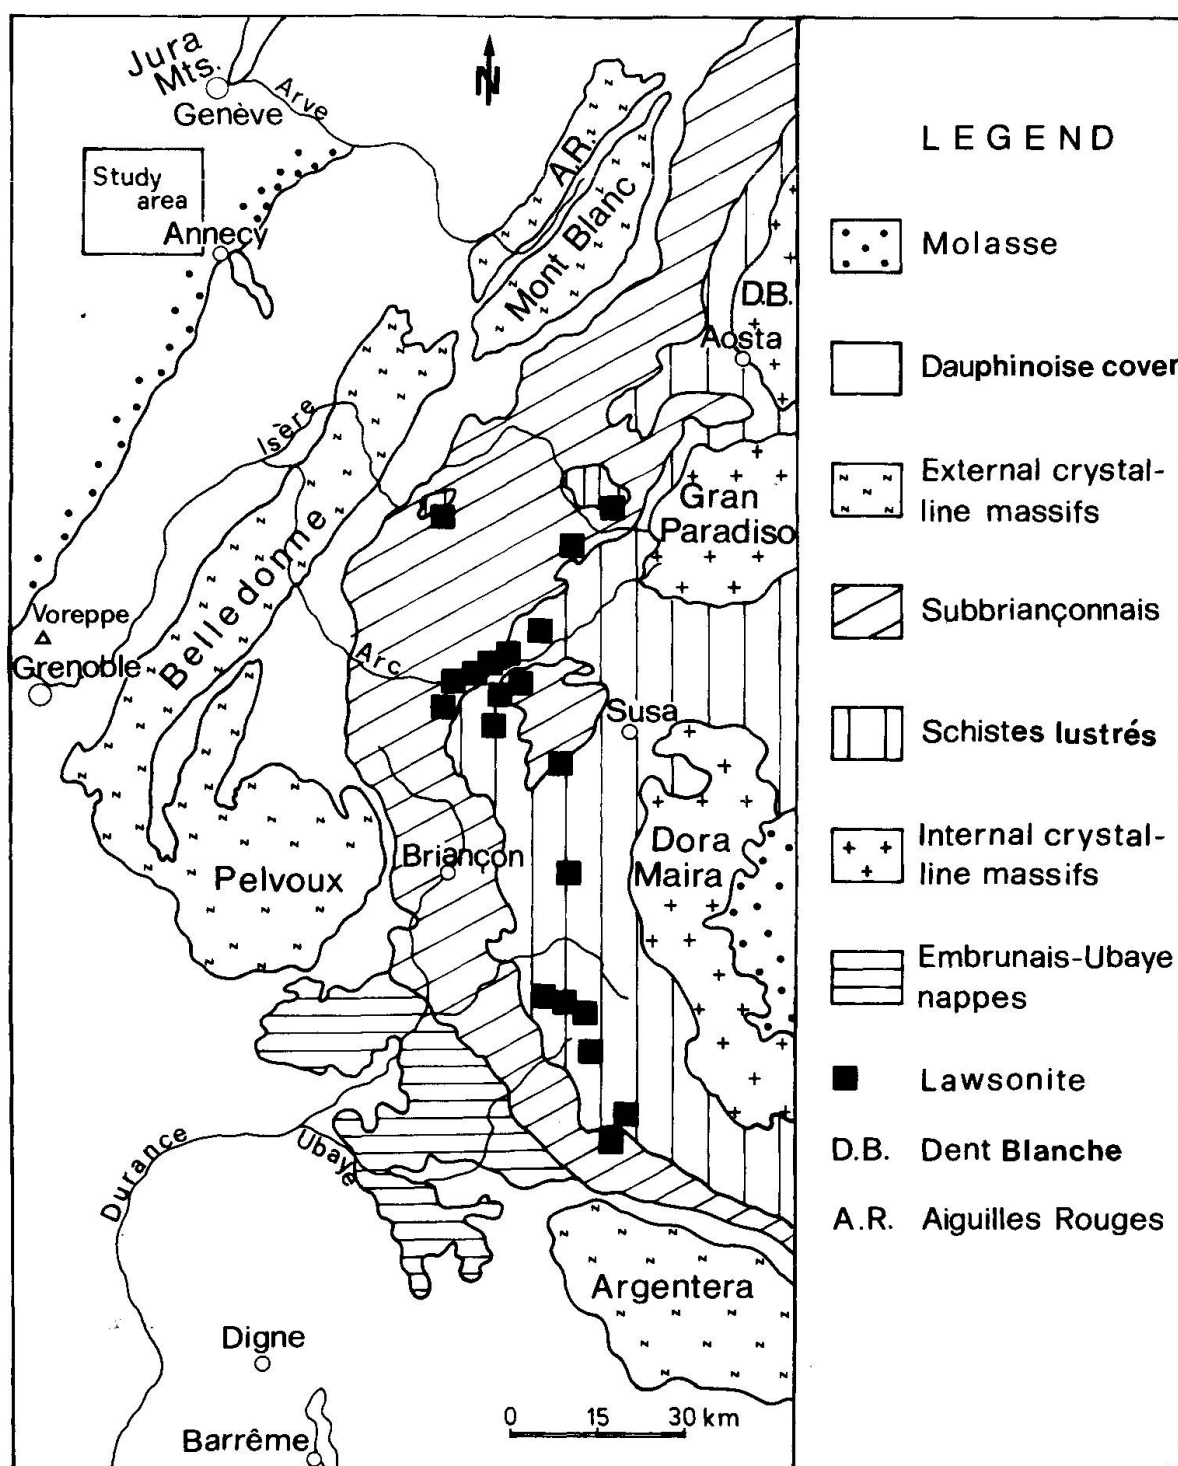 Jura
Mts.
Genève
Arve
N
Study
area
Annecy
A.R.
Mont Blanc
D.B.
Aosta
Isère
Gran
Paradiso
Belledonne
Voreppe
Grenoble
Arc
Susa
Pelvoux
Briançon
Dora
Maira
Durance
Ubaye
Argentera
Digne
Barrême
0 15 30 km
LEGEND
Molasse
Dauphinoise cover
External crystal-
line massifs
Subbriançonnais
Schistes lustrés
Internal crystal-
line massifs
Embrunais-Ubaye
nappes
Lawsonite
D.B. Dent Blanche
A.R. Aiguilles Rouges